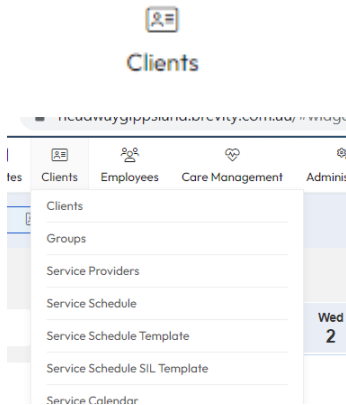 Clients
headwaygippsland.brevity.com.au/#widge
tes Clients Employees Care Management Adminis
Clients
Groups
Service Providers
Service Schedule
Wed
Service Schedule Template
2
Service Schedule SIL Template
Service Calendar